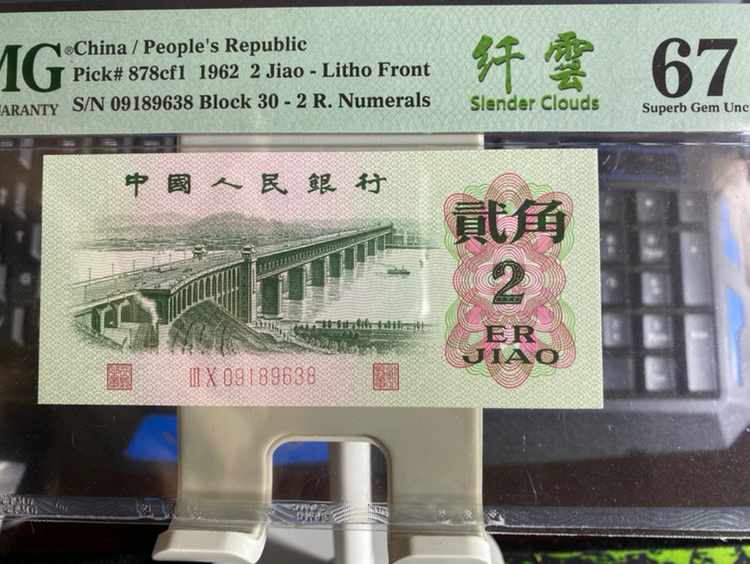 MG® China / People's Republic
Pick# 878cf1 1962 2 Jiao - Litho Front
S/N 09189638 Block 30 - 2 R. Numerals
纤雲
Slender Clouds
67
Superb Gem Unc
中國人民銀行
貳角
2
ER
JIAO
III X 09189638